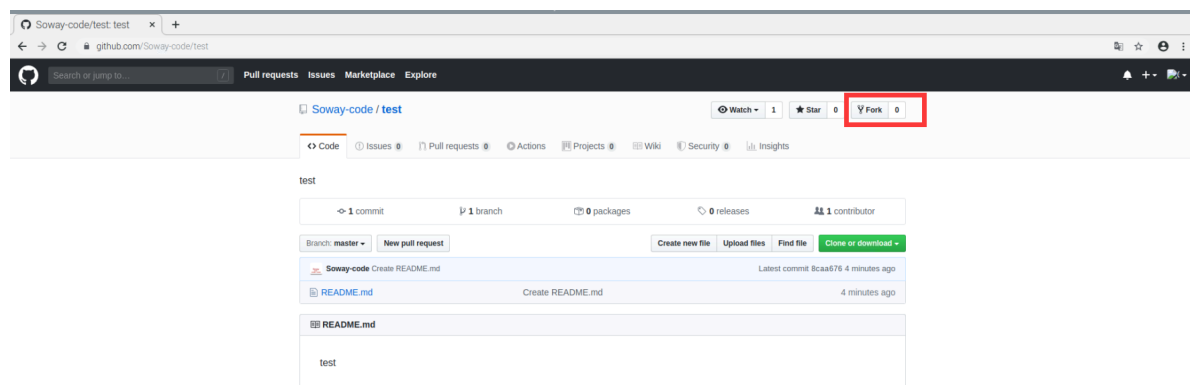 Soway-code/test: test × +
github.com/Soway-code/test
Search or jump to... / Pull requests Issues Marketplace Explore
Soway-code / test Watch 1 Star 0 Fork 0
Code Issues 0 Pull requests 0 Actions Projects 0 Wiki Security 0 Insights
test
1 commit 1 branch 0 packages 0 releases 1 contributor
Branch: master New pull request Create new file Upload files Find file Clone or download
Soway-code Create README.md Latest commit 8caa676 4 minutes ago
README.md Create README.md 4 minutes ago
README.md
test